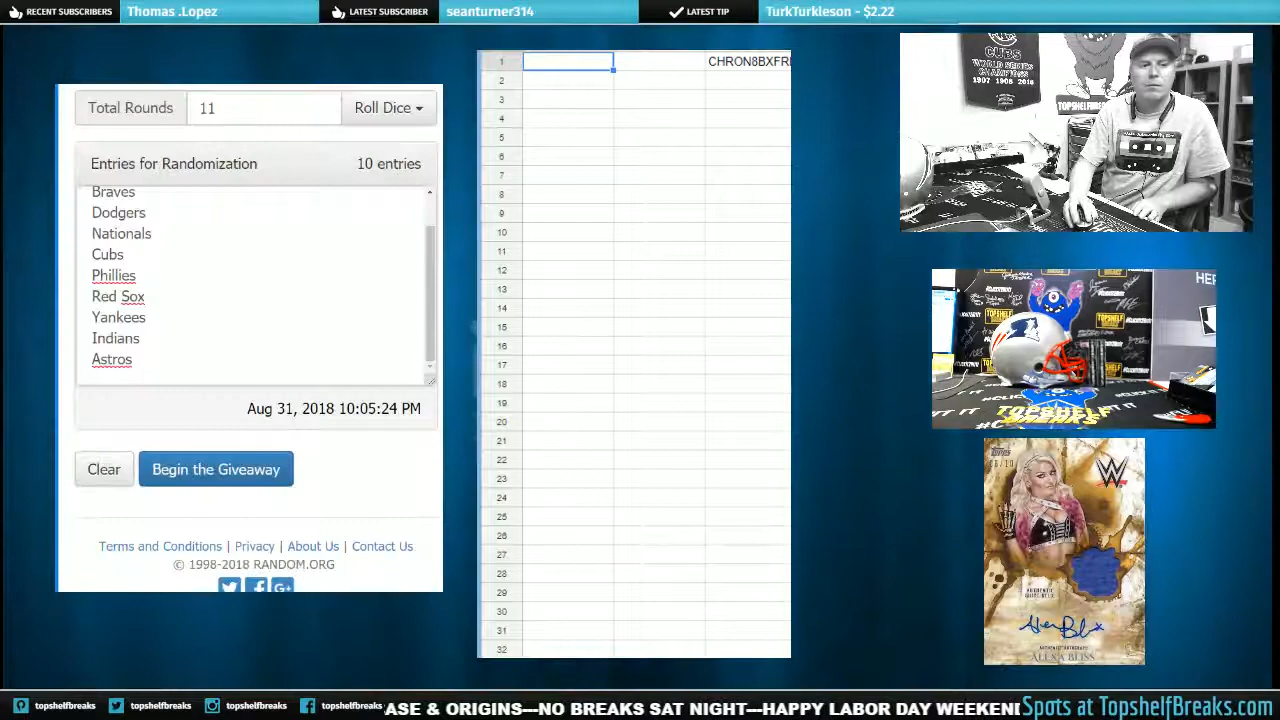 RECENT SUBSCRIBERS Thomas .Lopez LATEST SUBSCRIBER seanturner314 LATEST TIP TurkTurkleson - $2.22
Total Rounds 11 Roll Dice
Entries for Randomization 10 entries
Braves
Dodgers
Nationals
Cubs
Phillies
Red Sox
Yankees
Indians
Astros
Aug 31, 2018 10:05:24 PM
Clear Begin the Giveaway
Terms and Conditions | Privacy | About Us | Contact Us
© 1998-2018 RANDOM.ORG
1 CHRON8BXFR
2
3
4
5
6
7
8
9
10
11
12
13
14
15
16
17
18
19
20
21
22
23
24
25
26
27
28
29
30
31
32
CUBS
WORLD SERIES
CHAMPIONS
1907 1908 2016
TOPSHELFBREAKS
HER
TOPSHELF
BREAKS
TOPPS
W
ALEXA BLISS
topshelfbreaks topshelfbreaks topshelfbreaks topshelfbreaks ASE & ORIGINS---NO BREAKS SAT NIGHT---HAPPY LABOR DAY WEEKEN Spots at TopshelfBreaks.com